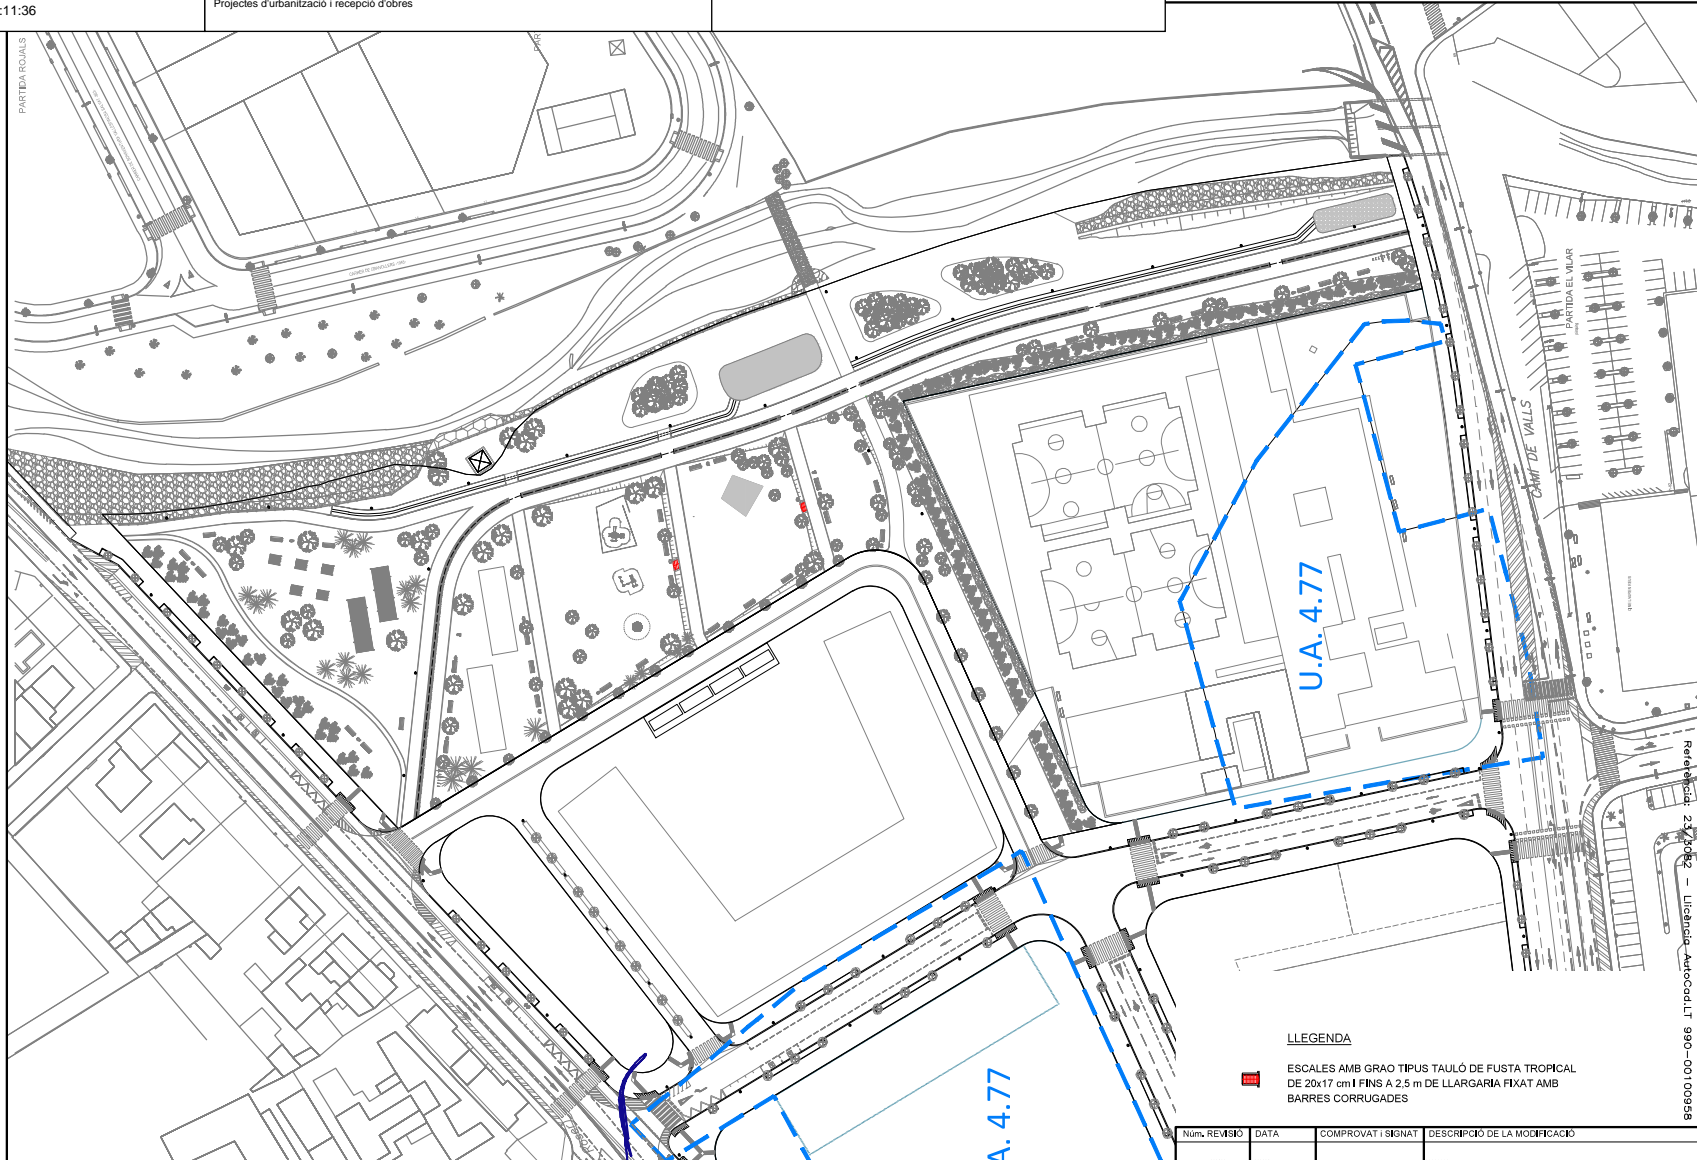 :11:36
Projectes d'urbanització i recepció d'obres
PARTIDA ROJALS
PARTIDA EL VILAR
CAMÍ DE VALLS
U.A. 4.77
A. 4.77
Referència: 23/3082 - Llicència AutoCad.LT 990-00100958
LLEGENDA
ESCALES AMB GRAO TIPUS TAULÓ DE FUSTA TROPICAL
DE 20x17 cm I FINS A 2,5 m DE LLARGARIA FIXAT AMB
BARRES CORRUGADES
Núm. REVISIÓ DATA COMPROVAT i SIGNAT DESCRIPCIÓ DE LA MODIFICACIÓ